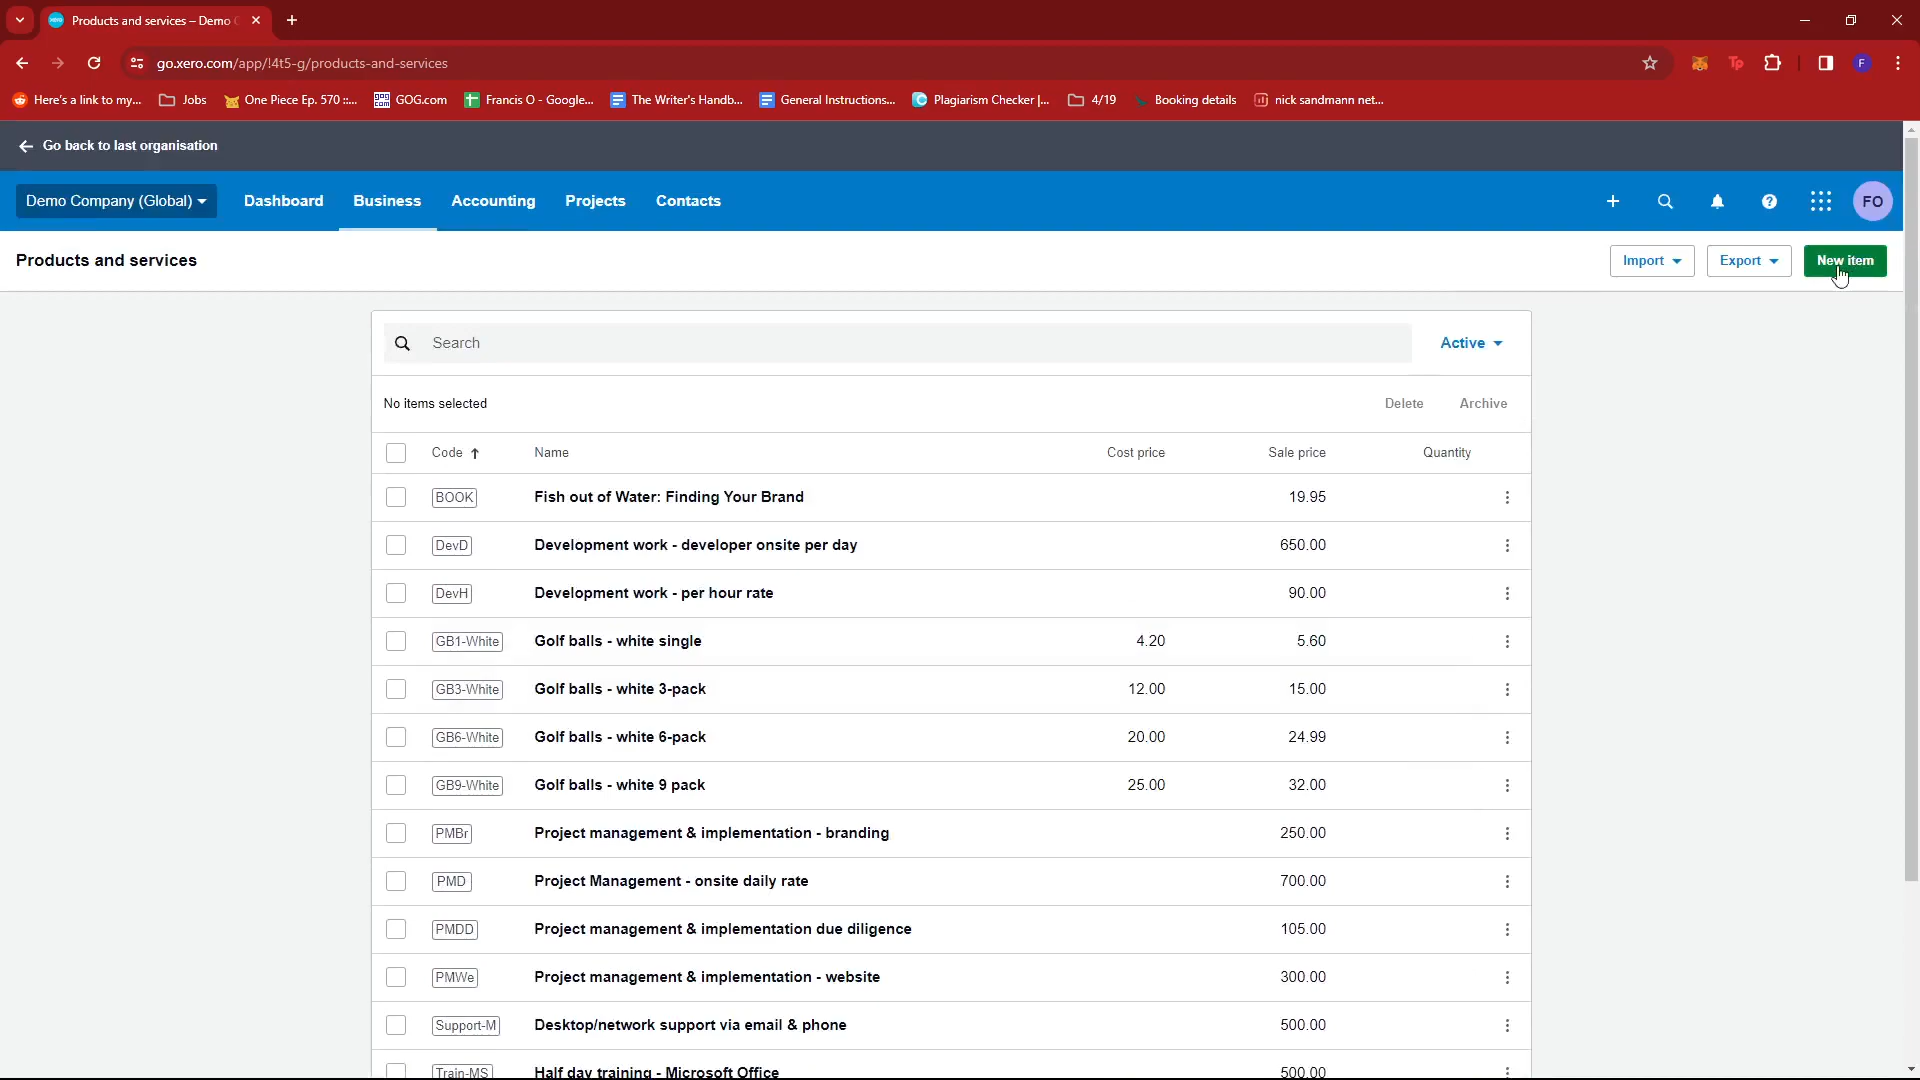 Products and services – Demo C
go.xero.com/app/!4t5-g/products-and-services
Tp
F
Here's a link to my...
Jobs
One Piece Ep. 570 ::...
GOG.com
Francis O - Google...
The Writer's Handb...
General Instructions...
Plagiarism Checker |...
4/19
Booking details
nick sandmann net...
Go back to last organisation
Demo Company (Global)
Dashboard
Business
Accounting
Projects
Contacts
FO
Products and services
Import
Export
New item
Search
Active
No items selected
Delete
Archive
Code Name Cost price Sale price Quantity
BOOK Fish out of Water: Finding Your Brand 19.95
DevD Development work - developer onsite per day 650.00
DevH Development work - per hour rate 90.00
GB1-White Golf balls - white single 4.20 5.60
GB3-White Golf balls - white 3-pack 12.00 15.00
GB6-White Golf balls - white 6-pack 20.00 24.99
GB9-White Golf balls - white 9 pack 25.00 32.00
PMBr Project management & implementation - branding 250.00
PMD Project Management - onsite daily rate 700.00
PMDD Project management & implementation due diligence 105.00
PMWe Project management & implementation - website 300.00
Support-M Desktop/network support via email & phone 500.00
Train-MS Half day training - Microsoft Office 500.00